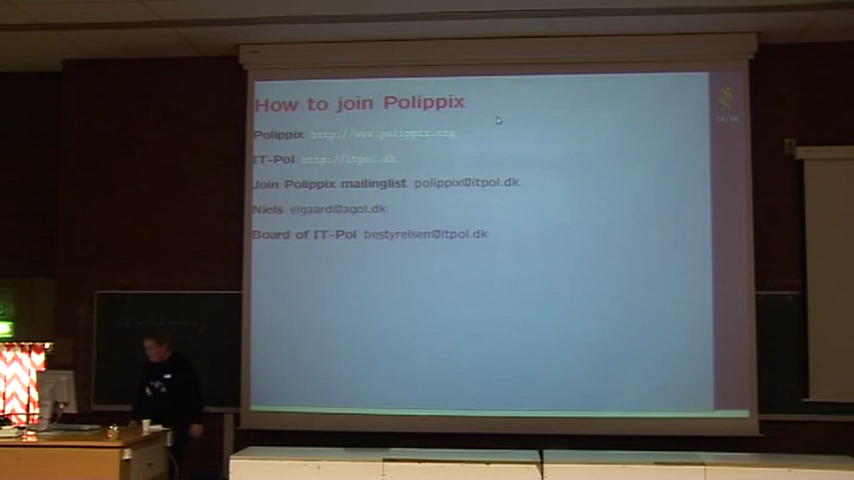 How to join Polippix
Polippix http://www.polippix.org
IT-Pol http://itpol.dk
Join Polippix mailinglist polippix@itpol.dk
Niels elgaard@agol.dk
Board of IT-Pol bestyrelsen@itpol.dk